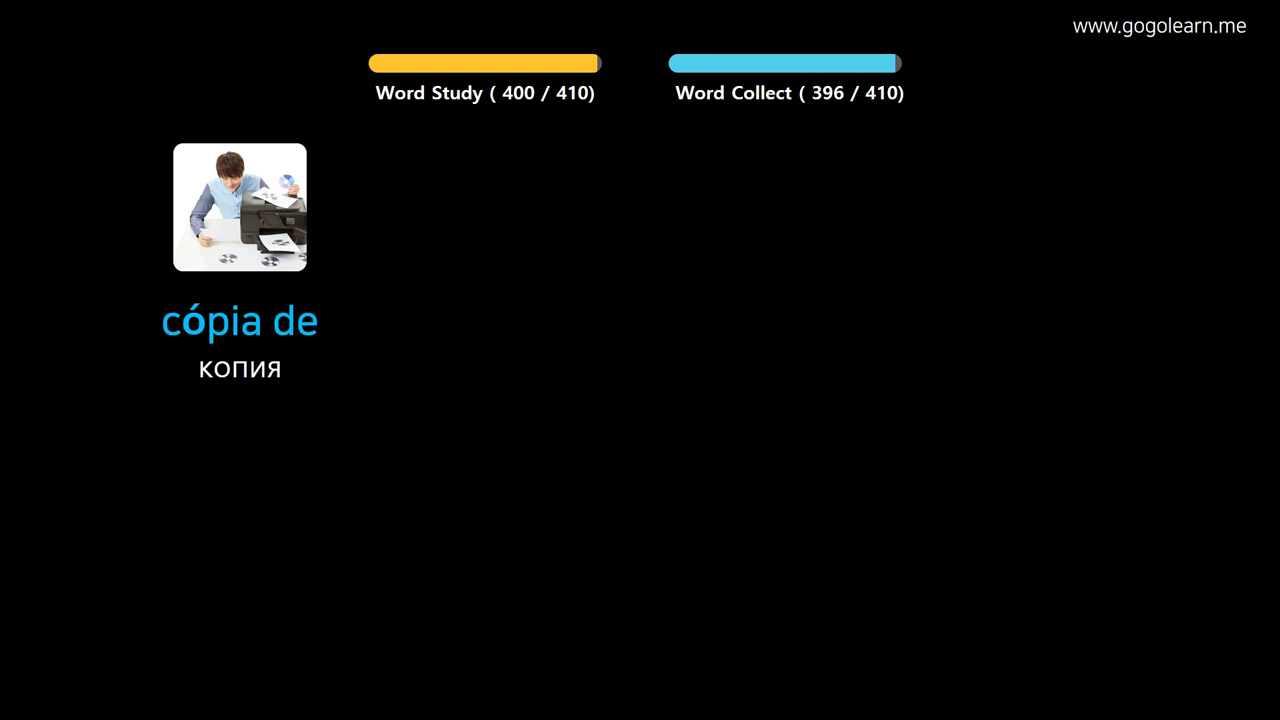 www.gogolearn.me
Word Study ( 400 / 410)
Word Collect ( 396 / 410)
cópia de
копия